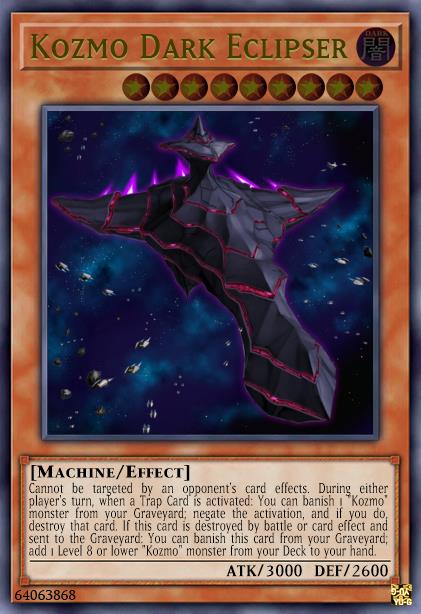 Kozmo Dark Eclipser
DARK
闇
[Machine/Effect]
Cannot be targeted by an opponent's card effects. During either
player's turn, when a Trap Card is activated: You can banish 1 "Kozmo"
monster from your Graveyard; negate the activation, and if you do,
destroy that card. If this card is destroyed by battle or card effect and
sent to the Graveyard: You can banish this card from your Graveyard;
add 1 Level 8 or lower "Kozmo" monster from your Deck to your hand.
ATK/3000 DEF/2600
64063868